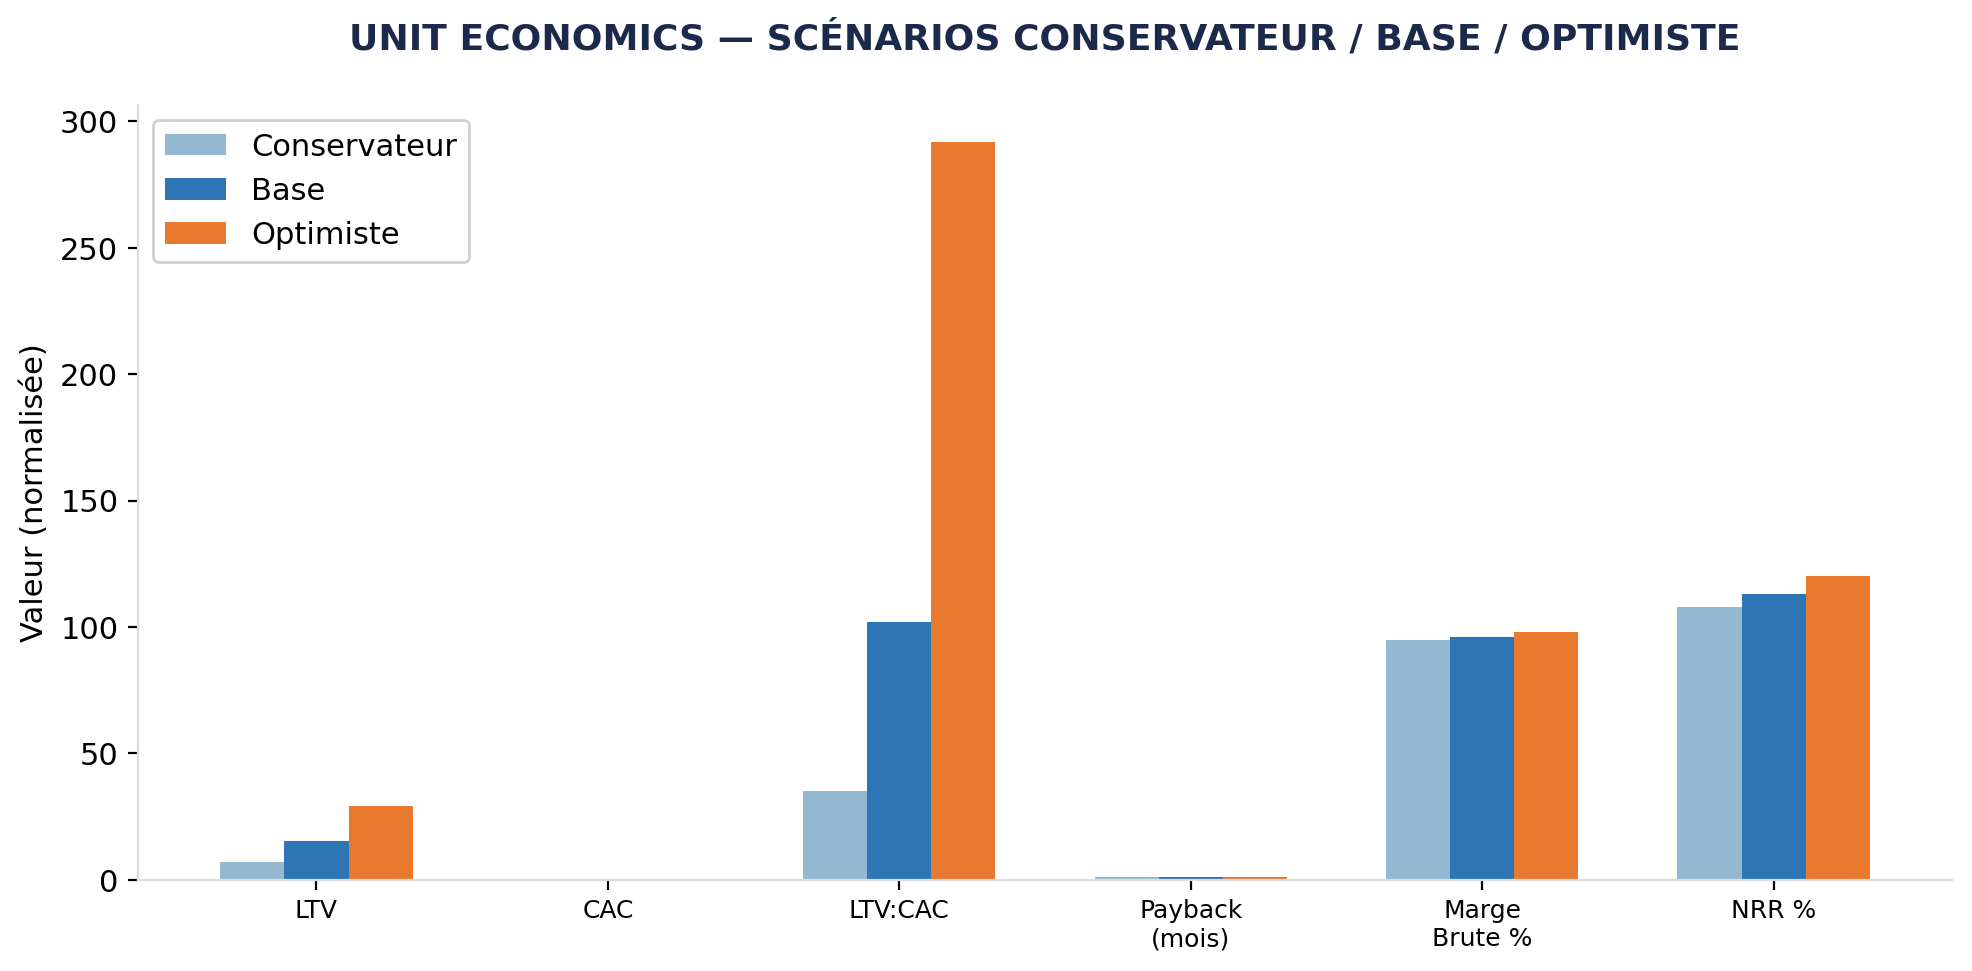 UNIT ECONOMICS — SCÉNARIOS CONSERVATEUR / BASE / OPTIMISTE
Conservateur
Base
Optimiste
Valeur (normalisée)
300
250
200
150
100
50
0
LTV
CAC
LTV:CAC
Payback
(mois)
Marge
Brute %
NRR %